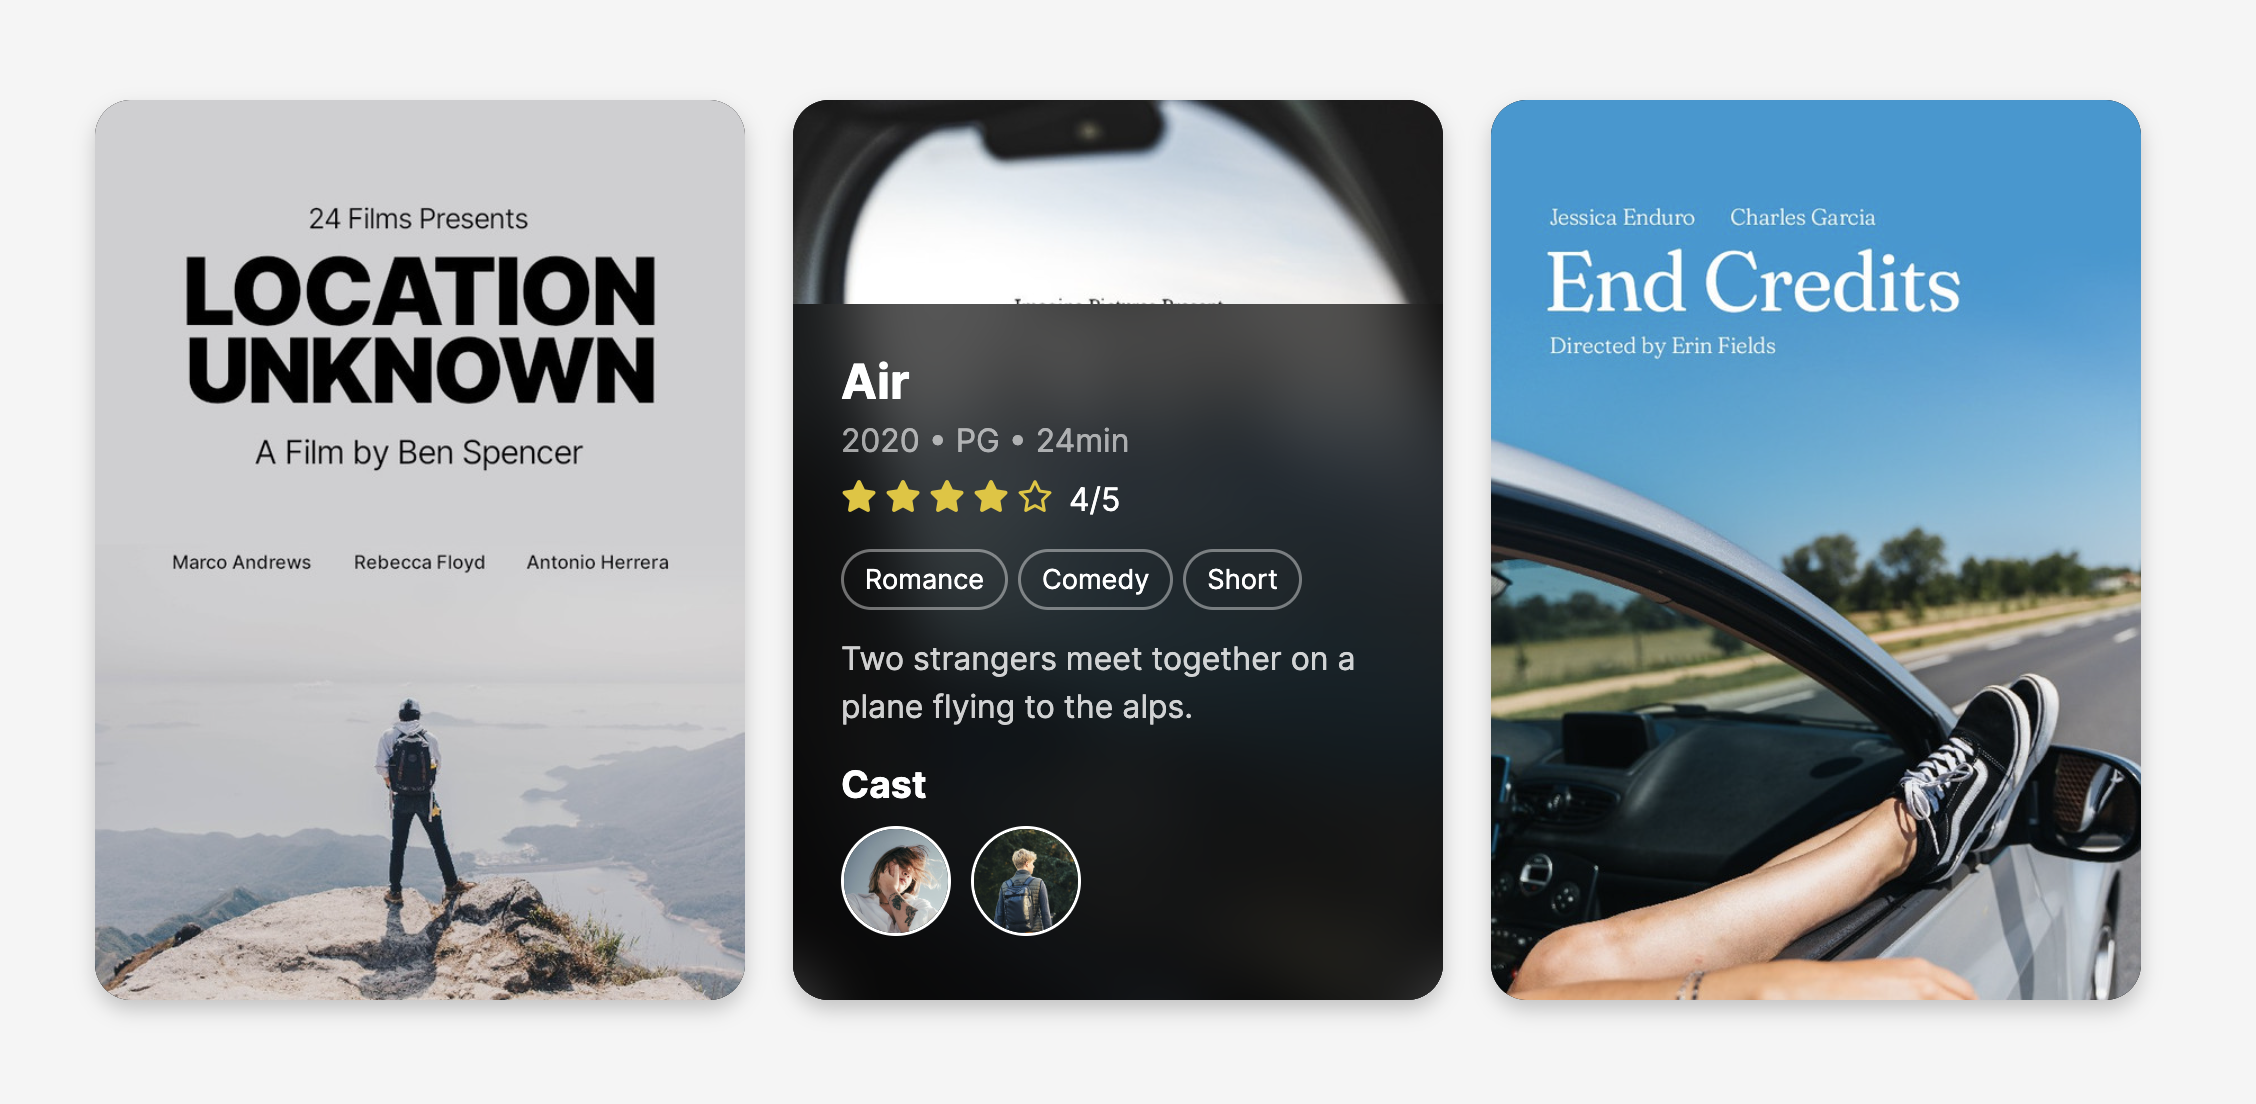 24 Films Presents
LOCATION
UNKNOWN
A Film by Ben Spencer
Marco Andrews Rebecca Floyd Antonio Herrera
Air
2020 • PG • 24min
4/5
Romance Comedy Short
Two strangers meet together on a
plane flying to the alps.
Cast
Jessica Enduro Charles Garcia
End Credits
Directed by Erin Fields